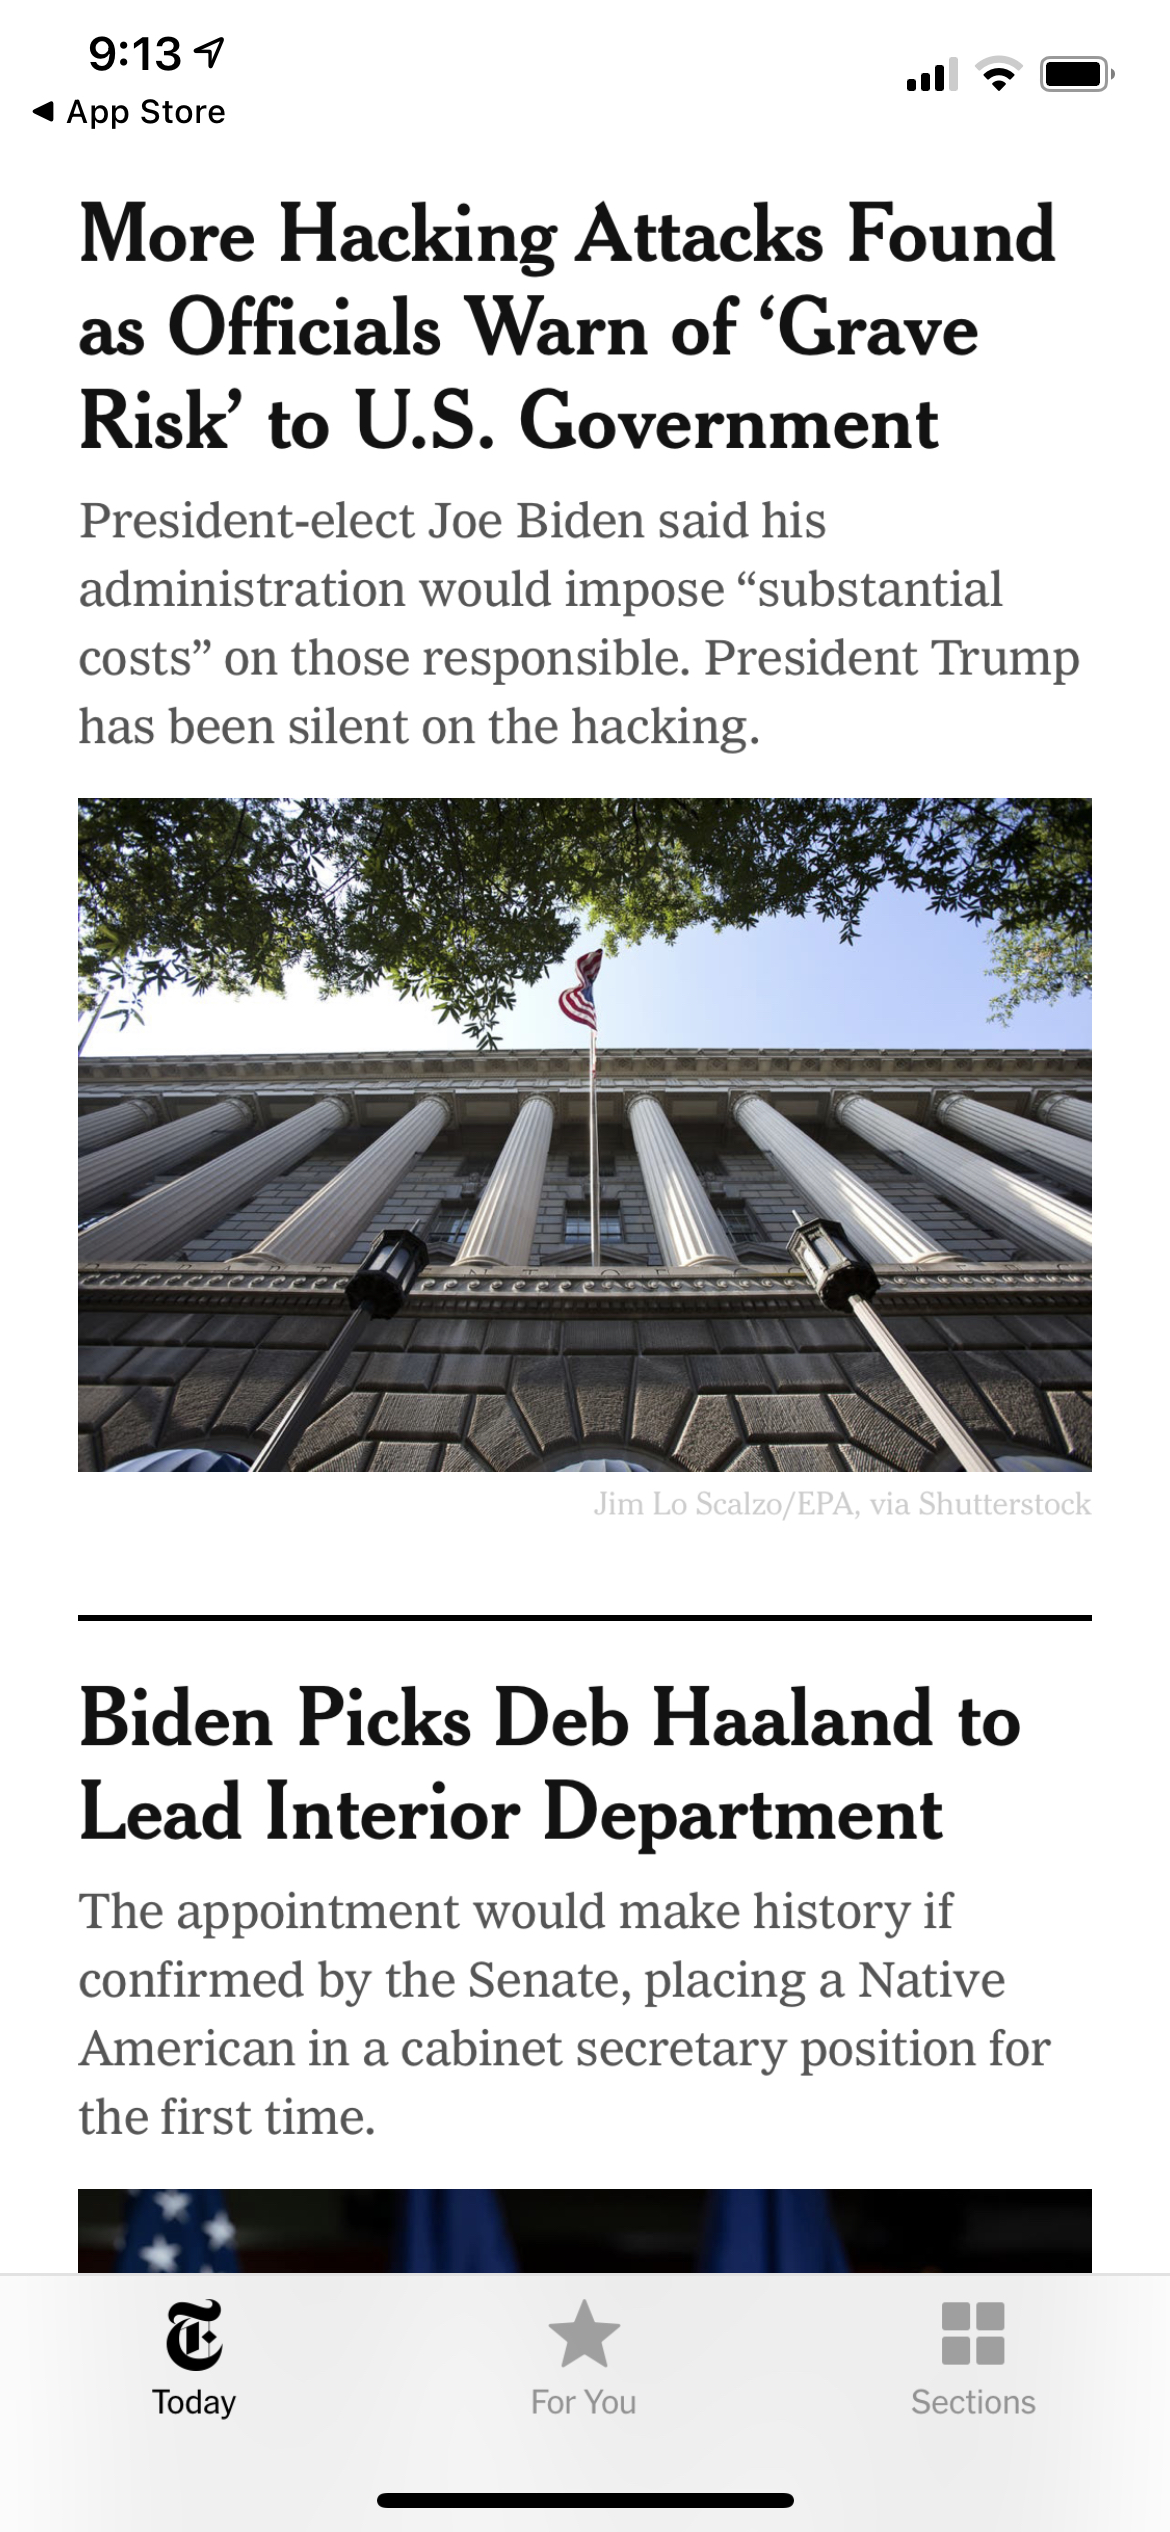 9:13
App Store
More Hacking Attacks Found
as Officials Warn of ‘Grave
Risk’ to U.S. Government
President-elect Joe Biden said his
administration would impose “substantial
costs” on those responsible. President Trump
has been silent on the hacking.
Jim Lo Scalzo/EPA, via Shutterstock
Biden Picks Deb Haaland to
Lead Interior Department
The appointment would make history if
confirmed by the Senate, placing a Native
American in a cabinet secretary position for
the first time.
Today
For You
Sections